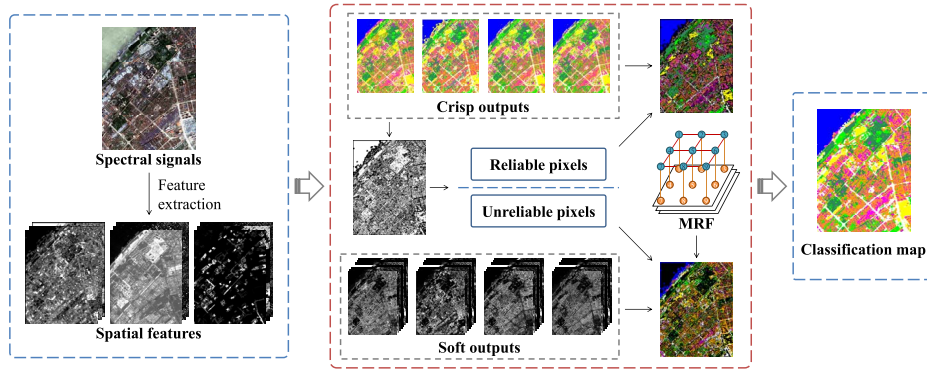 Spectral signals
Feature
extraction
Spatial features
Crisp outputs
Reliable pixels
Unreliable pixels
MRF
Soft outputs
Classification map